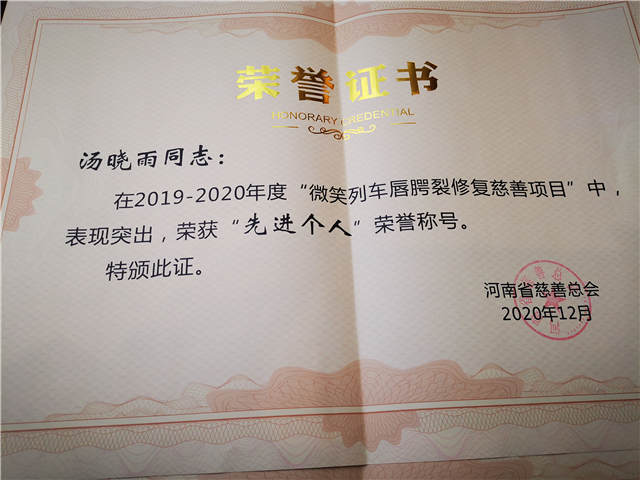 荣誉证书
HONORARY CREDENTIAL
汤晓雨同志：
在2019-2020年度“微笑列车唇腭裂修复慈善项目”中，
表现突出，荣获“先进个人”荣誉称号。
特颁此证。
河南省慈善总会
2020年12月